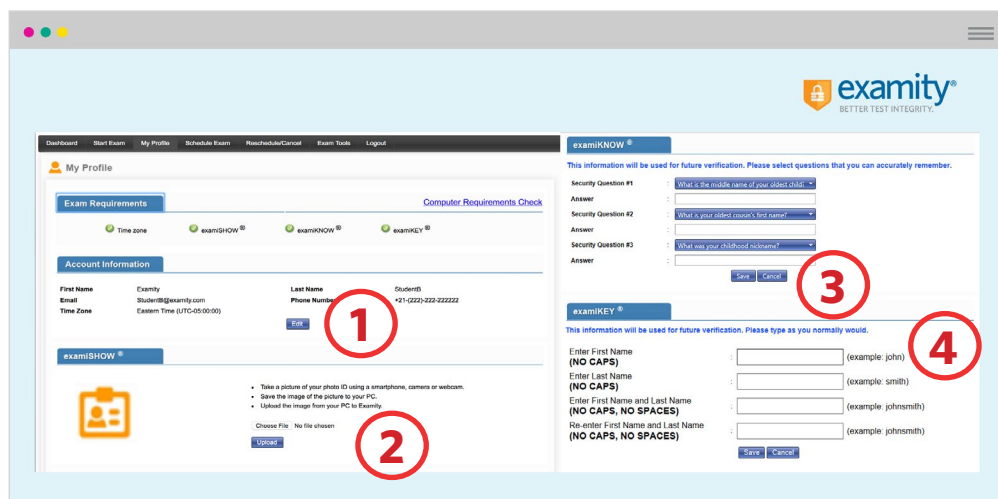 examity®
BETTER TEST INTEGRITY.
Dashboard Start Exam My Profile Schedule Exam Reschedule/Cancel Exam Tools Logout
My Profile
Exam Requirements
Computer Requirements Check
Time zone examiSHOW ® examiKNOW ® examiKEY ®
Account Information
First Name Examity Last Name StudentB
Email StudentB@examity.com Phone Number +21-(222)-222-222222
Time Zone Eastern Time (UTC-05:00:00)
Edit
1
examiSHOW ®
• Take a picture of your photo ID using a smartphone, camera or webcam.
• Save the image of the picture to your PC.
• Upload the image from your PC to Examity.
Choose File No file chosen
Upload
2
examiKNOW ®
This information will be used for future verification. Please select questions that you can accurately remember.
Security Question #1 : What is the middle name of your oldest child?
Answer :
Security Question #2 : What is your oldest cousin's first name?
Answer :
Security Question #3 : What was your childhood nickname?
Answer :
Save Cancel
3
examiKEY ®
This information will be used for future verification. Please type as you normally would.
4
Enter First Name
(NO CAPS) : (example: john)
Enter Last Name
(NO CAPS) : (example: smith)
Enter First Name and Last Name
(NO CAPS, NO SPACES) : (example: johnsmith)
Re-enter First Name and Last Name
(NO CAPS, NO SPACES) : (example: johnsmith)
Save Cancel